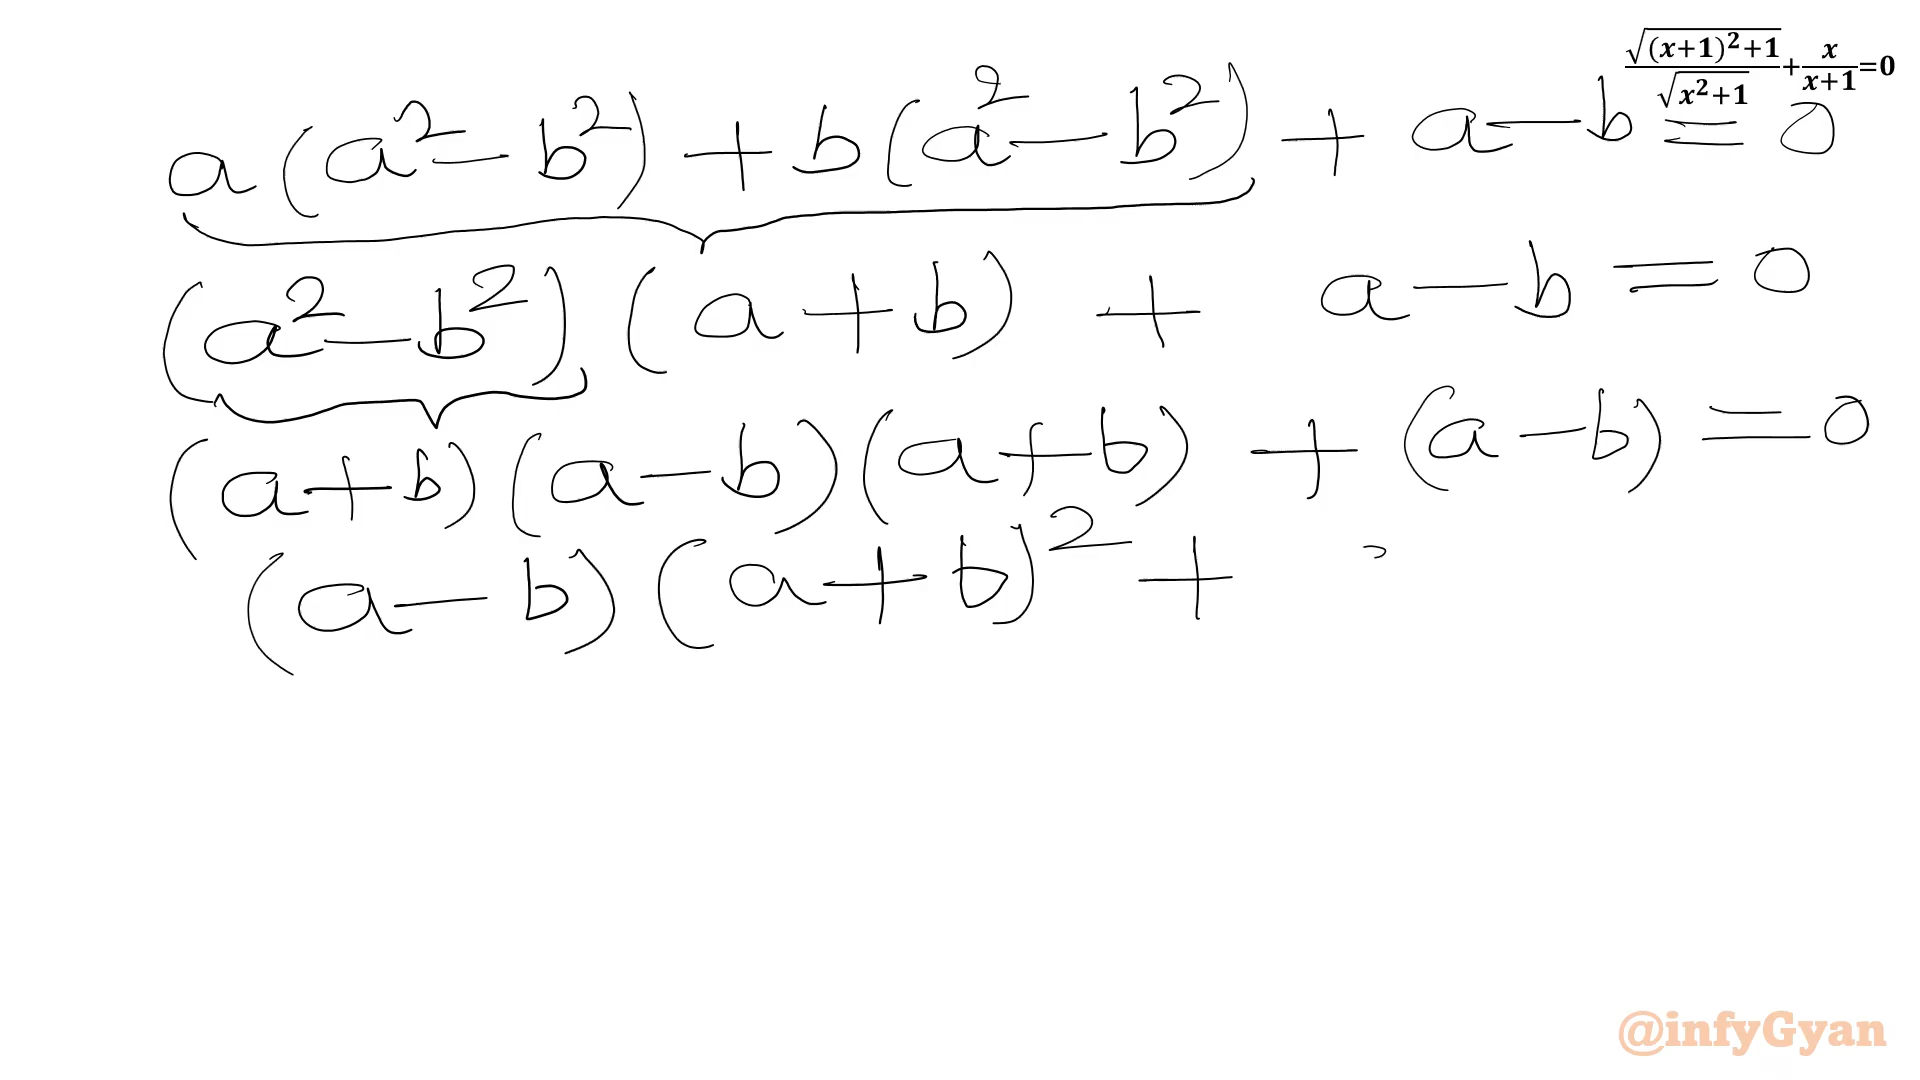 √((x+1)²+1)/√(x²+1) + x/(x+1) = 0
a(a² - b²) + b(a² - b²) + a - b = 0
(a² - b²)(a + b) + a - b = 0
(a + b)(a - b)(a + b) + (a - b) = 0
(a - b)(a + b)² +
@infyGyan